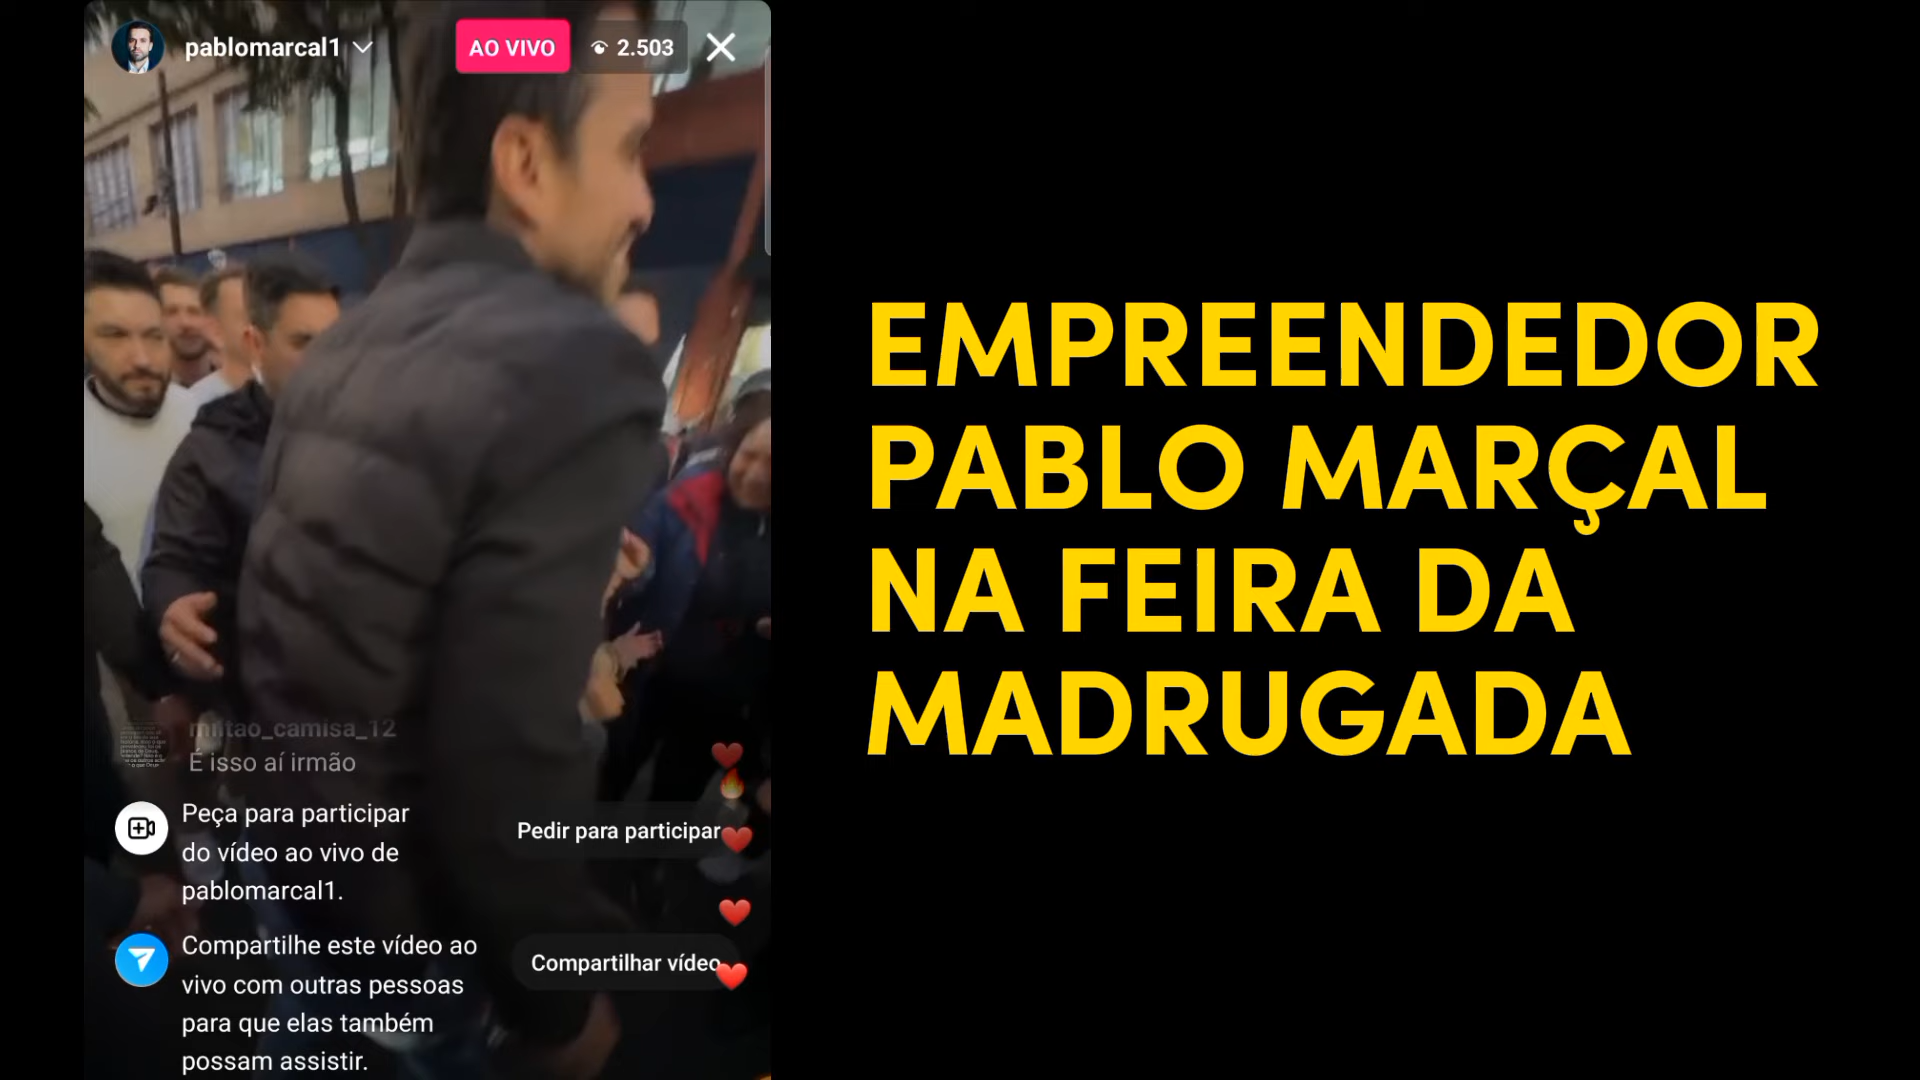 pablomarcal1
AO VIVO
2.503
EMPREENDEDOR
PABLO MARÇAL
NA FEIRA DA
MADRUGADA
miltao_camisa_12
É isso aí irmão
Peça para participar
do vídeo ao vivo de
pablomarcal1.
Pedir para participar
Compartilhe este vídeo ao
vivo com outras pessoas
para que elas também
possam assistir.
Compartilhar vídeo